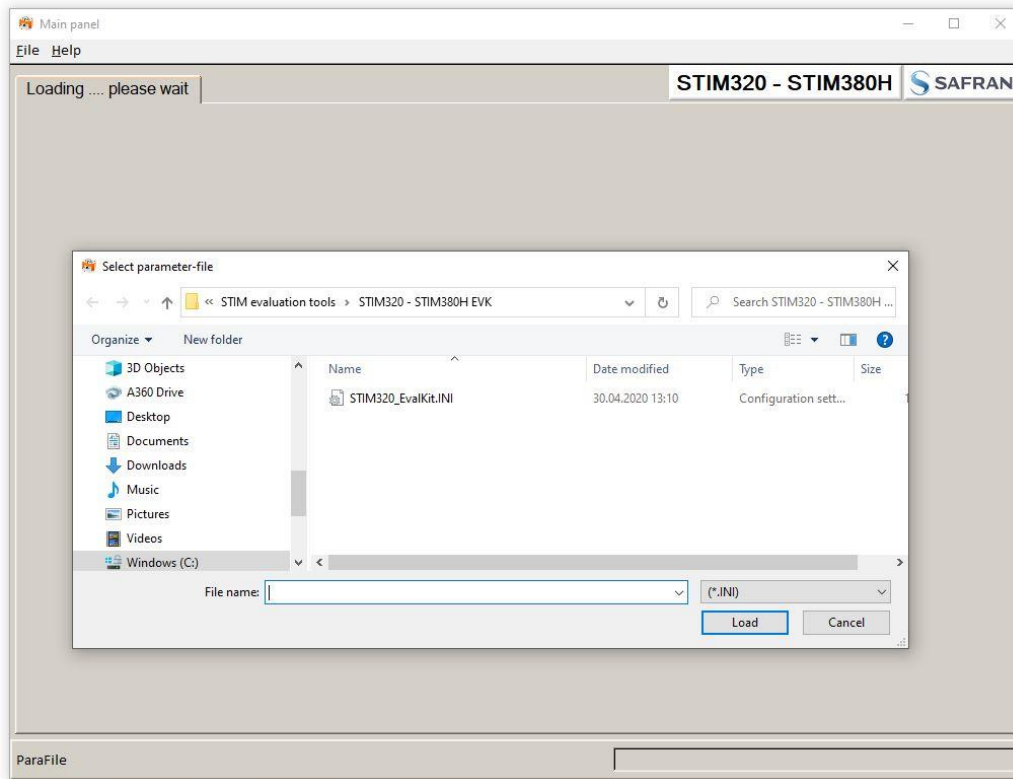 Main panel
File Help
Loading .... please wait
STIM320 - STIM380H
SAFRAN
Select parameter-file
« STIM evaluation tools › STIM320 - STIM380H EVK
Search STIM320 - STIM380H ...
Organize
New folder
Name
Date modified
Type
Size
3D Objects
A360 Drive
Desktop
Documents
Downloads
Music
Pictures
Videos
Windows (C:)
STIM320_EvalKit.INI
30.04.2020 13:10
Configuration sett...
1
File name:
(*.INI)
Load
Cancel
ParaFile